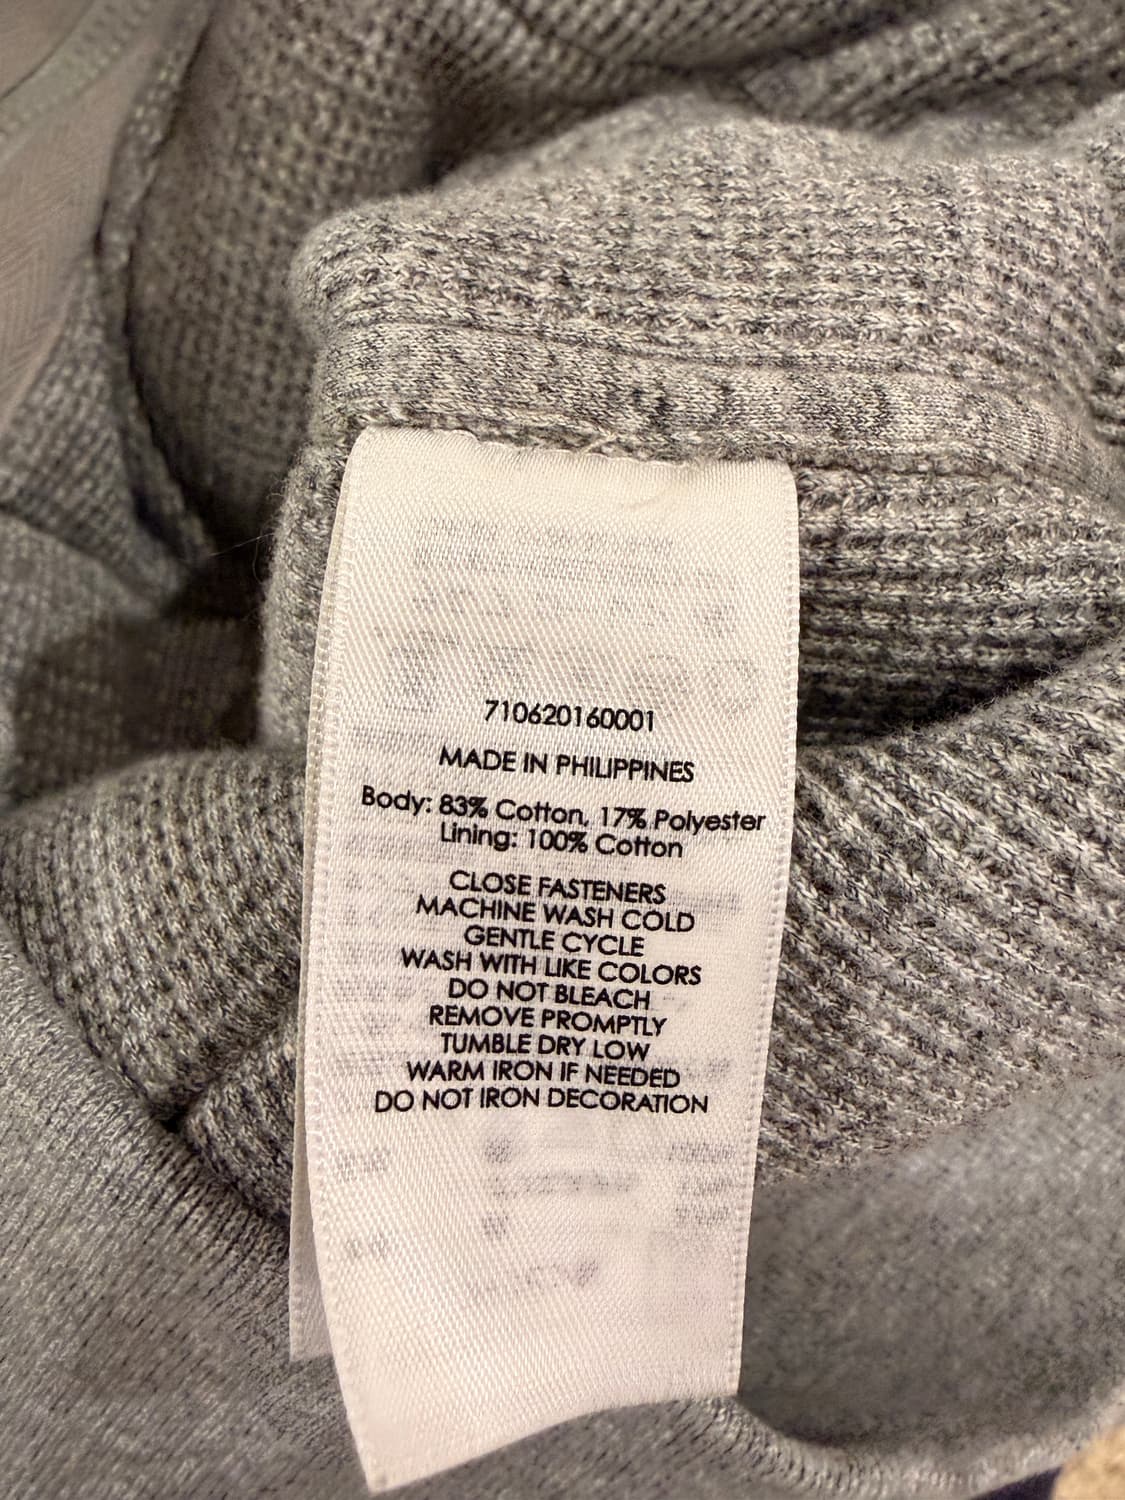 710620160001
MADE IN PHILIPPINES
Body: 83% Cotton, 17% Polyester
Lining: 100% Cotton
CLOSE FASTENERS
MACHINE WASH COLD
GENTLE CYCLE
WASH WITH LIKE COLORS
DO NOT BLEACH
REMOVE PROMPTLY
TUMBLE DRY LOW
WARM IRON IF NEEDED
DO NOT IRON DECORATION